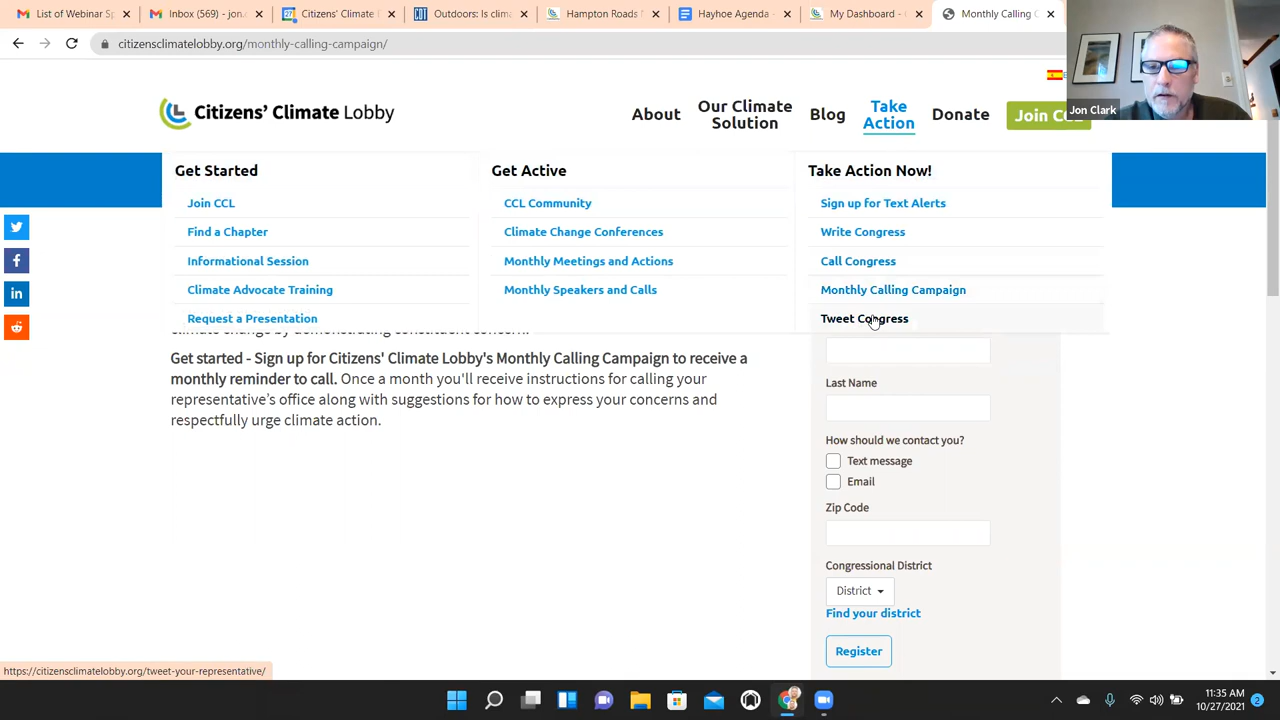 List of Webinar S
Inbox (569) - jon.c
Citizens' Climate L
Outdoors: Is clim
Hampton Roads
Hayhoe Agenda -
My Dashboard -
Monthly Calling C
citizensclimatelobby.org/monthly-calling-campaign/
Jon Clark
Citizens' Climate Lobby
About
Our Climate
Solution
Blog
Take
Action
Donate
Join CC
Get Started
Join CCL
Find a Chapter
Informational Session
Climate Advocate Training
Request a Presentation
Get Active
CCL Community
Climate Change Conferences
Monthly Meetings and Actions
Monthly Speakers and Calls
Take Action Now!
Sign up for Text Alerts
Write Congress
Call Congress
Monthly Calling Campaign
Tweet Congress
climate change by demonstrating constituent concern.
Get started - Sign up for Citizens' Climate Lobby's Monthly Calling Campaign to receive a
monthly reminder to call. Once a month you'll receive instructions for calling your
representative's office along with suggestions for how to express your concerns and
respectfully urge climate action.
Last Name
How should we contact you?
Text message
Email
Zip Code
Congressional District
District
Find your district
Register
https://citizensclimatelobby.org/tweet-your-representative/
11:35 AM
10/27/2021
2